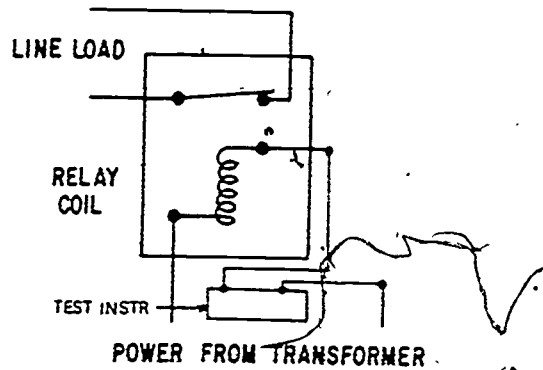 LINE LOAD
RELAY
COIL
TEST INSTR
POWER FROM TRANSFORMER